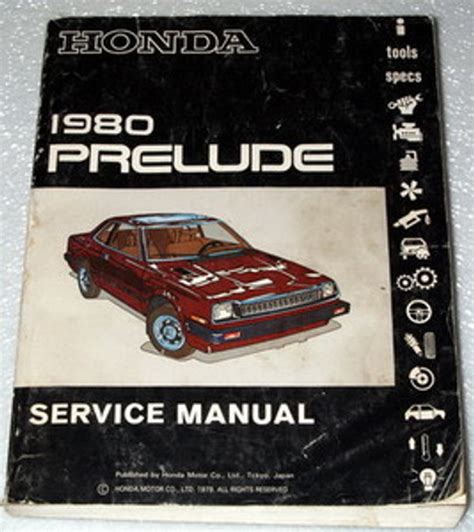 HONDA
1980
PRELUDE
i
tools
specs
SERVICE MANUAL
Published by Honda Motor Co., Ltd., Tokyo, Japan
© HONDA MOTOR CO., LTD. 1979. ALL RIGHTS RESERVED